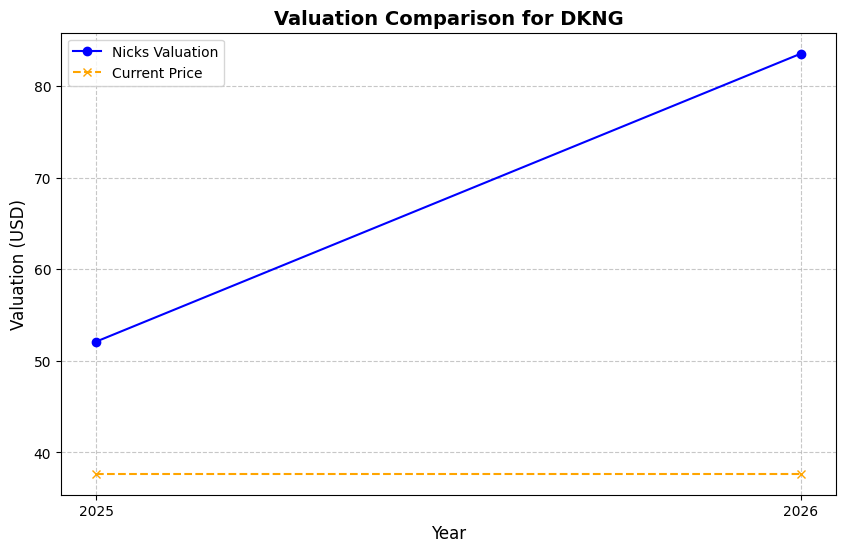 Valuation Comparison for DKNG
Nicks Valuation
Current Price
Valuation (USD)
80
70
60
50
40
2025
2026
Year